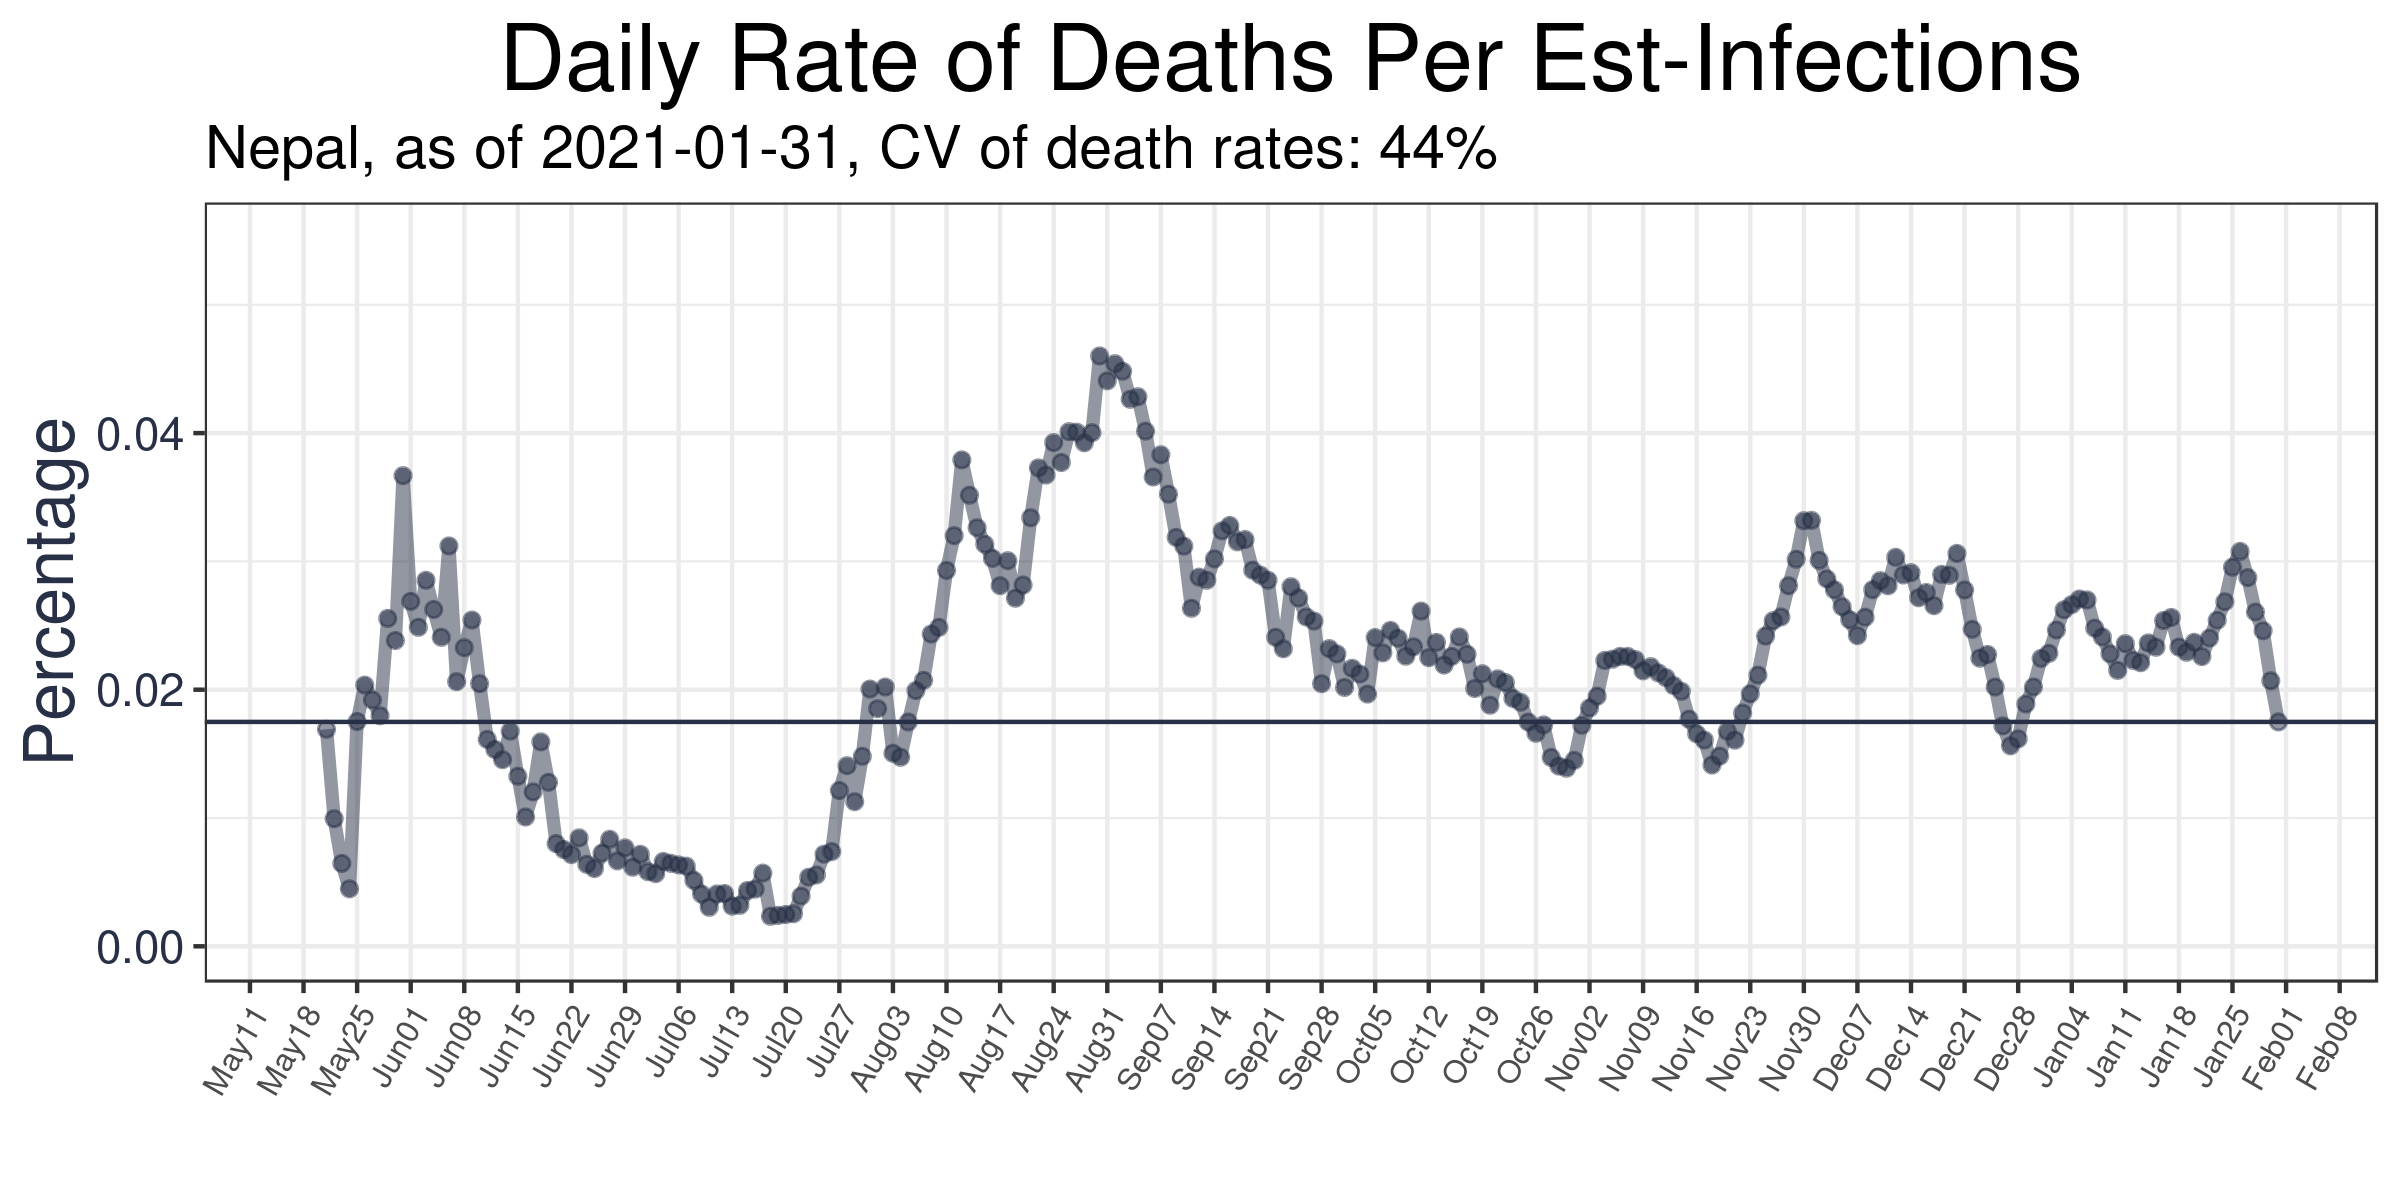 Daily Rate of Deaths Per Est-Infections
Nepal, as of 2021-01-31, CV of death rates: 44%
Percentage
0.04
0.02
0.00
May11
May18
May25
Jun01
Jun08
Jun15
Jun22
Jun29
Jul06
Jul13
Jul20
Jul27
Aug03
Aug10
Aug17
Aug24
Aug31
Sep07
Sep14
Sep21
Sep28
Oct05
Oct12
Oct19
Oct26
Nov02
Nov09
Nov16
Nov23
Nov30
Dec07
Dec14
Dec21
Dec28
Jan04
Jan11
Jan18
Jan25
Feb01
Feb08